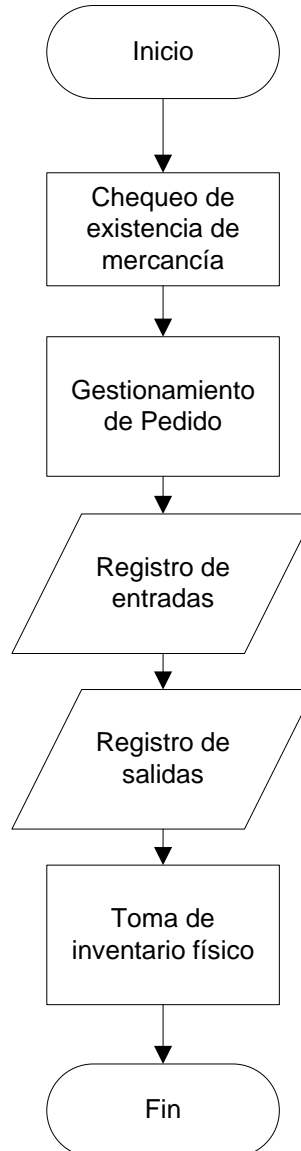 Inicio
Chequeo de
existencia de
mercancía
Gestionamiento
de Pedido
Registro de
entradas
Registro de
salidas
Toma de
inventario físico
Fin